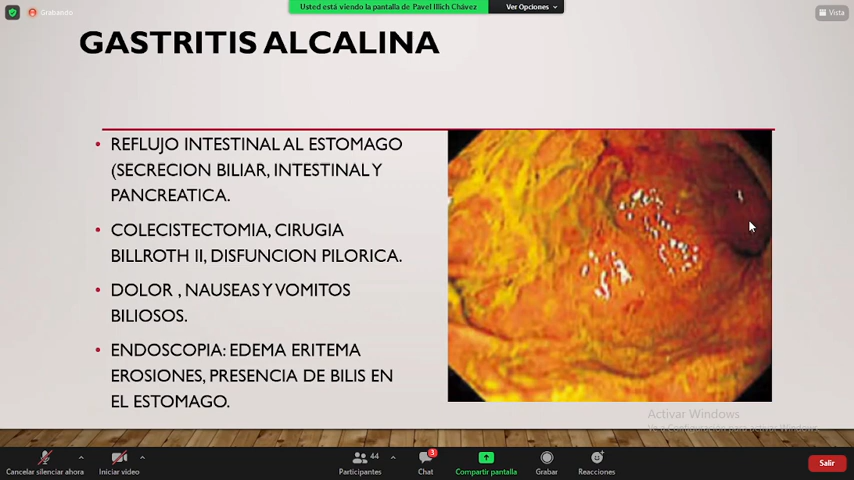 Grabando
Usted está viendo la pantalla de Pavel Illich Chávez
Ver Opciones
Vista
GASTRITIS ALCALINA
• REFLUJO INTESTINAL AL ESTOMAGO
(SECRECION BILIAR, INTESTINAL Y
PANCREATICA.
• COLECISTECTOMIA, CIRUGIA
BILLROTH II, DISFUNCION PILORICA.
• DOLOR , NAUSEAS Y VOMITOS
BILIOSOS.
• ENDOSCOPIA: EDEMA ERITEMA
EROSIONES, PRESENCIA DE BILIS EN
EL ESTOMAGO.
Activar Windows
Cancelar silenciar ahora
Iniciar video
44
Participantes
3
Chat
Compartir pantalla
Grabar
Reacciones
Salir